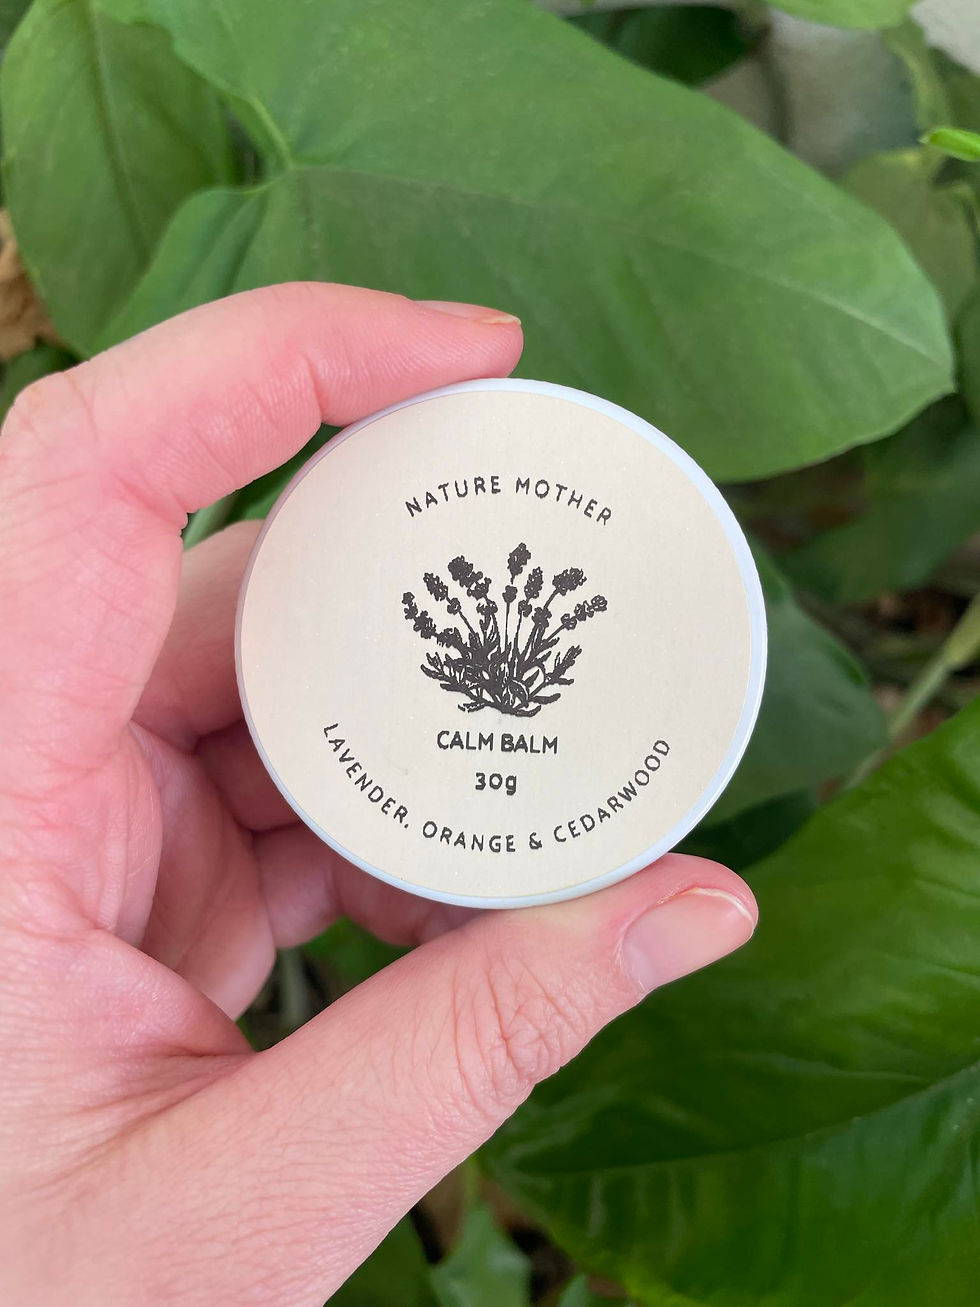 NATURE MOTHER
CALM BALM
30g
LAVENDER, ORANGE & CEDARWOOD